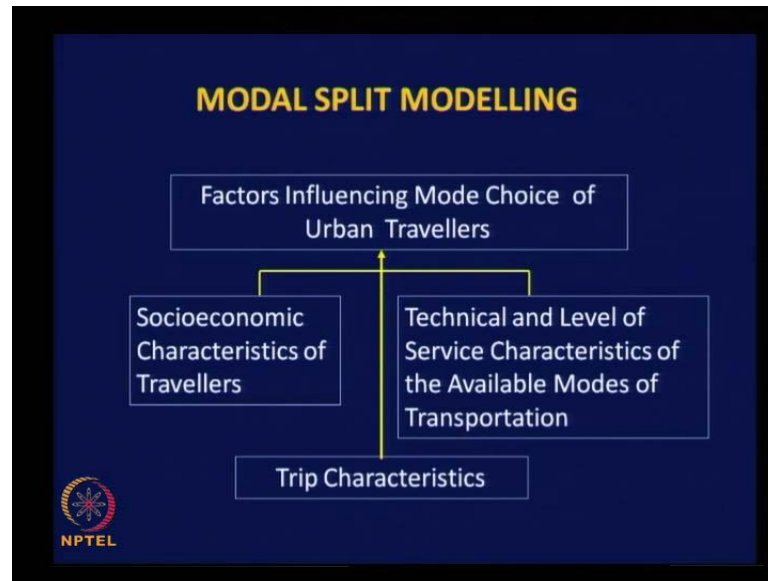 MODAL SPLIT MODELLING
Factors Influencing Mode Choice of
Urban Travellers
Socioeconomic
Characteristics of
Travellers
Technical and Level of
Service Characteristics of
the Available Modes of
Transportation
Trip Characteristics
NPTEL